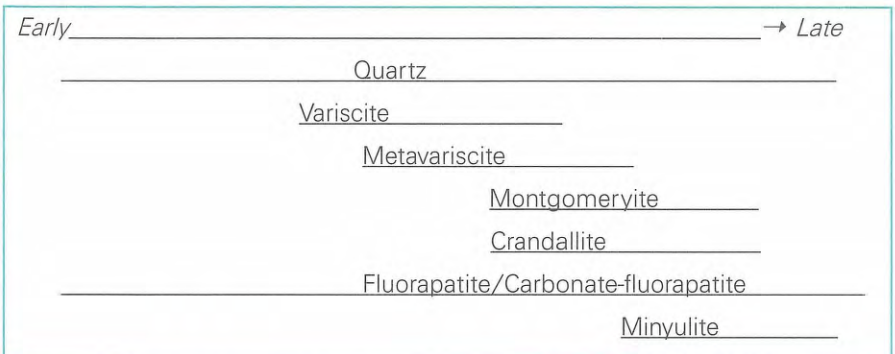 Early → Late
Quartz
Variscite
Metavariscite
Montgomeryite
Crandallite
Fluorapatite/Carbonate-fluorapatite
Minyulite